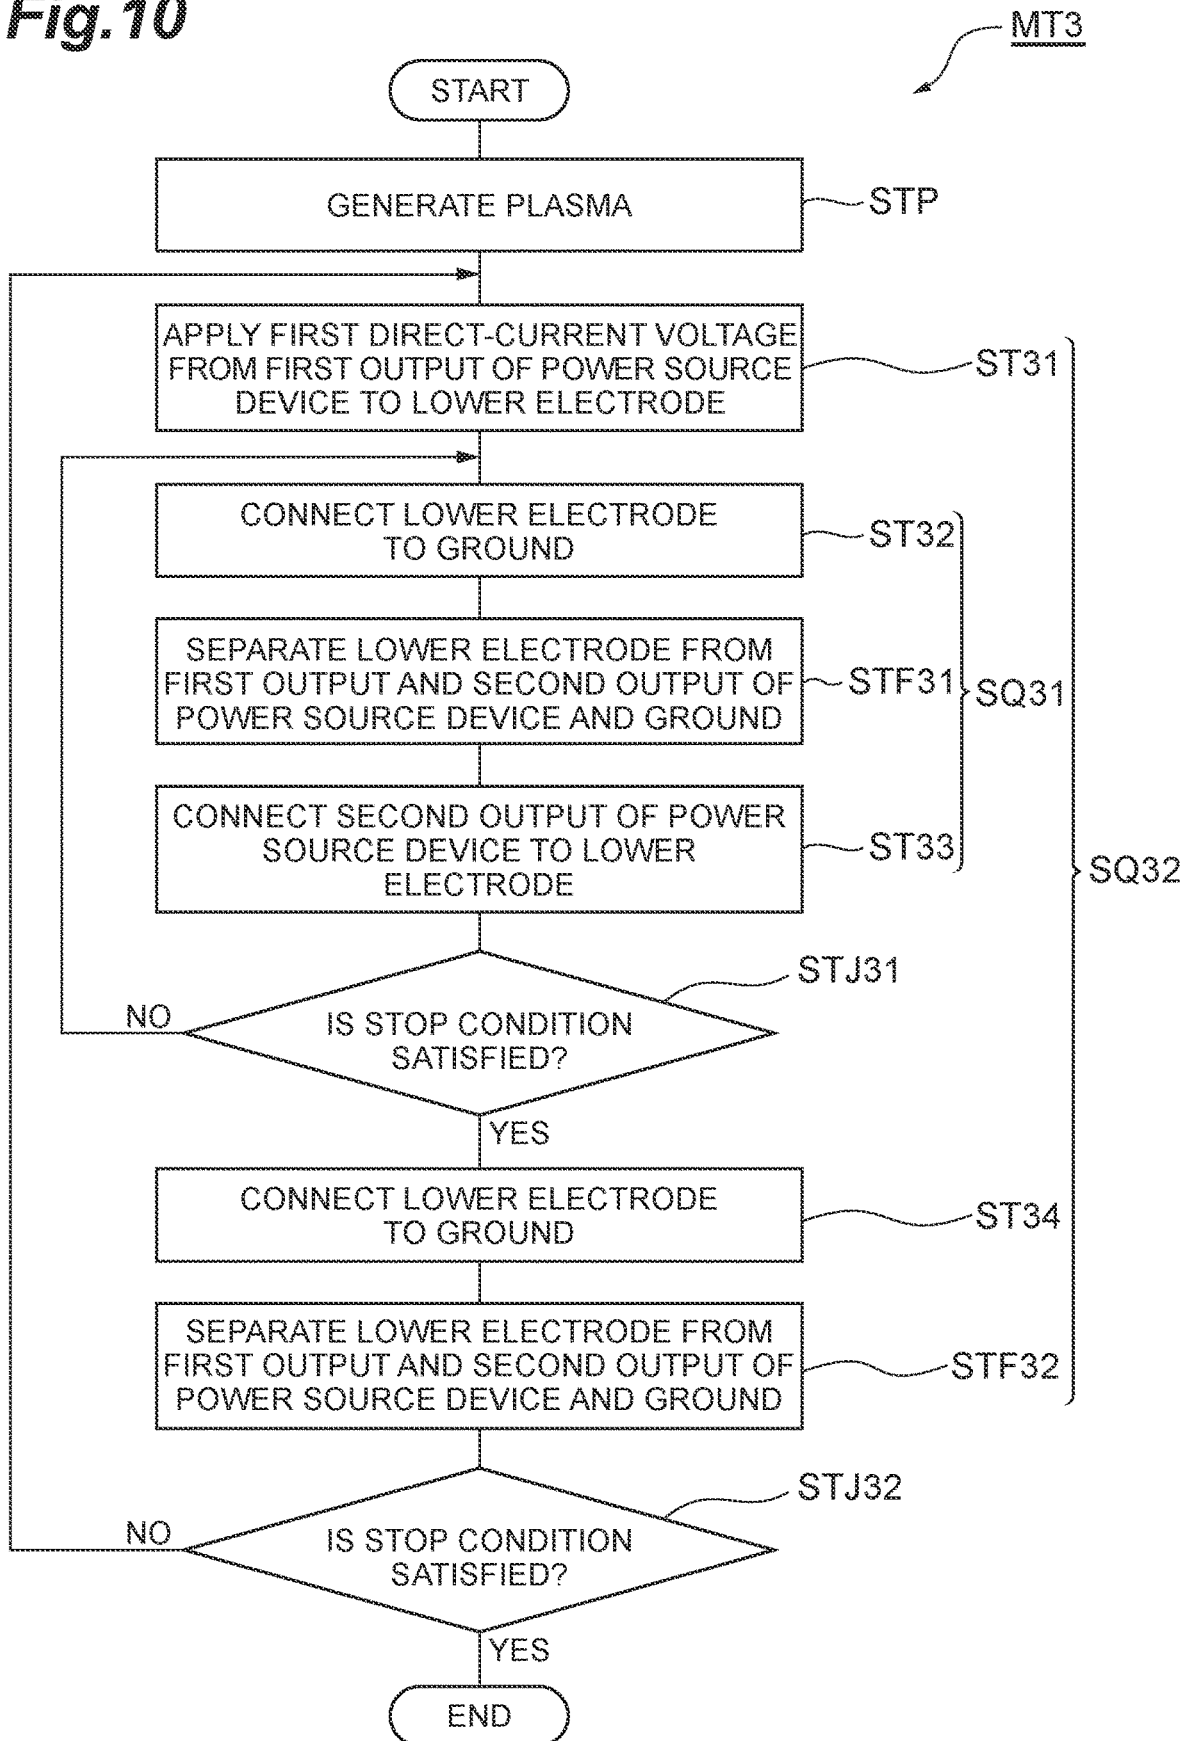 Fig.10
MT3
START
GENERATE PLASMA
STP
APPLY FIRST DIRECT-CURRENT VOLTAGE
FROM FIRST OUTPUT OF POWER SOURCE
DEVICE TO LOWER ELECTRODE
ST31
CONNECT LOWER ELECTRODE
TO GROUND
ST32
SEPARATE LOWER ELECTRODE FROM
FIRST OUTPUT AND SECOND OUTPUT OF
POWER SOURCE DEVICE AND GROUND
STF31
SQ31
CONNECT SECOND OUTPUT OF POWER
SOURCE DEVICE TO LOWER
ELECTRODE
ST33
SQ32
STJ31
NO
IS STOP CONDITION
SATISFIED?
YES
CONNECT LOWER ELECTRODE
TO GROUND
ST34
SEPARATE LOWER ELECTRODE FROM
FIRST OUTPUT AND SECOND OUTPUT OF
POWER SOURCE DEVICE AND GROUND
STF32
STJ32
NO
IS STOP CONDITION
SATISFIED?
YES
END